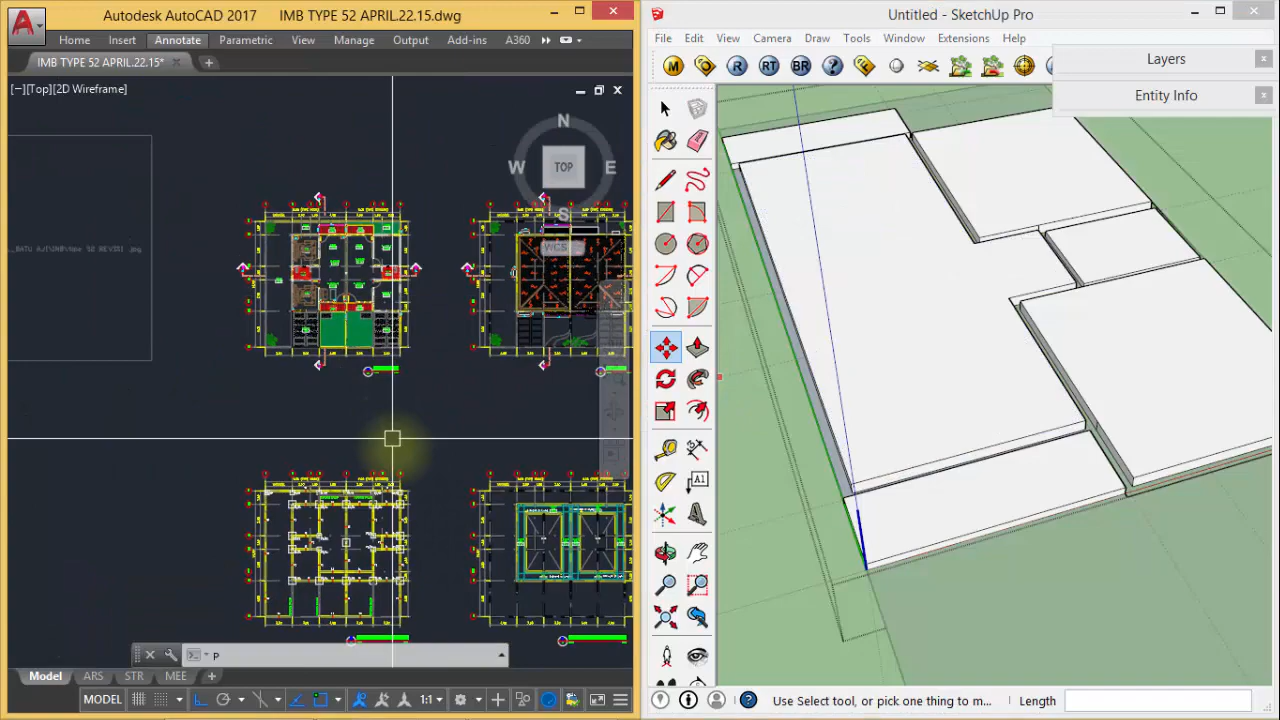 Autodesk AutoCAD 2017 IMB TYPE 52 APRIL.22.15.dwg
Home Insert Annotate Parametric View Manage Output Add-ins A360
IMB TYPE 52 APRIL.22.15*
[−][Top][2D Wireframe]
N
W TOP E
S
WCS
P
Model ARS STR MEE
MODEL 1:1
Untitled - SketchUp Pro
File Edit View Camera Draw Tools Window Extensions Help
M R RT BR ?
Layers
Entity Info
A1
Use Select tool, or pick one thing to m... Length